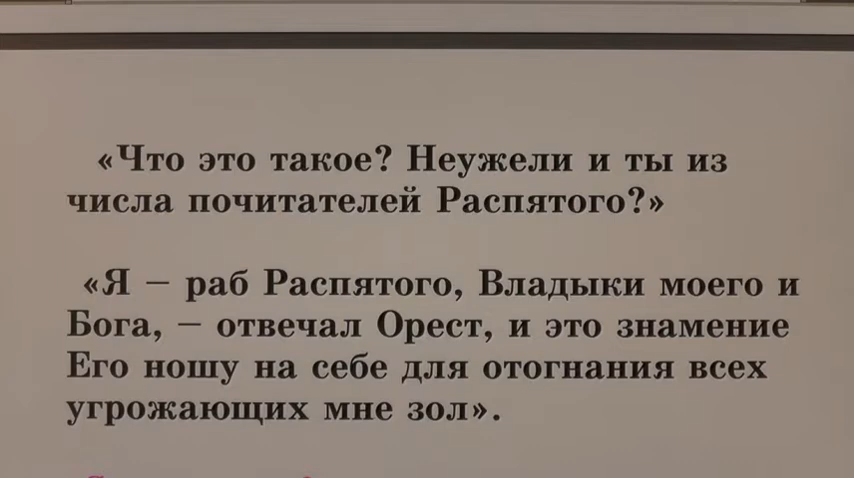 «Что это такое? Неужели и ты из
числа почитателей Распятого?»
«Я – раб Распятого, Владыки моего и
Бога, – отвечал Орест, и это знамение
Его ношу на себе для отогнания всех
угрожающих мне зол».